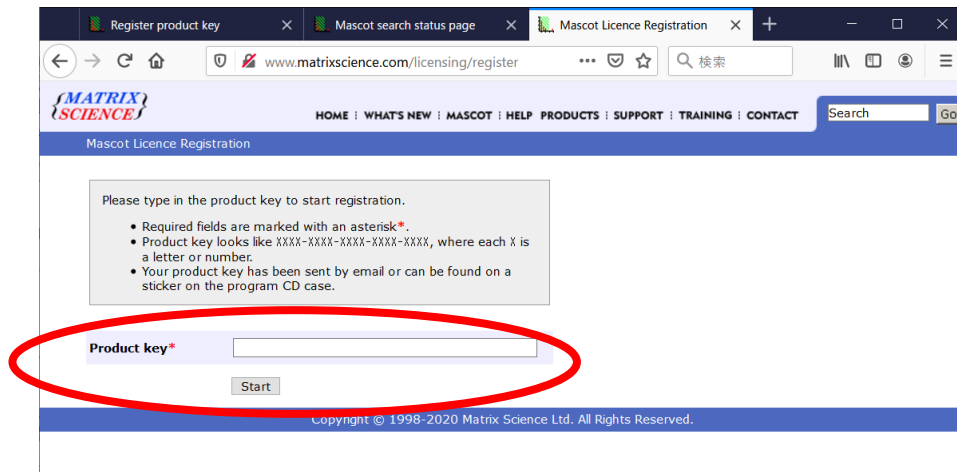 Register product key
Mascot search status page
Mascot Licence Registration
www.matrixscience.com/licensing/register
検索
{MATRIX}
{SCIENCE}
HOME WHAT'S NEW MASCOT HELP PRODUCTS SUPPORT TRAINING CONTACT
Search
Go
Mascot Licence Registration
Please type in the product key to start registration.
• Required fields are marked with an asterisk*.
• Product key looks like XXXX-XXXX-XXXX-XXXX-XXXX, where each X is
a letter or number.
• Your product key has been sent by email or can be found on a
sticker on the program CD case.
Product key*
Start
Copyright © 1998-2020 Matrix Science Ltd. All Rights Reserved.